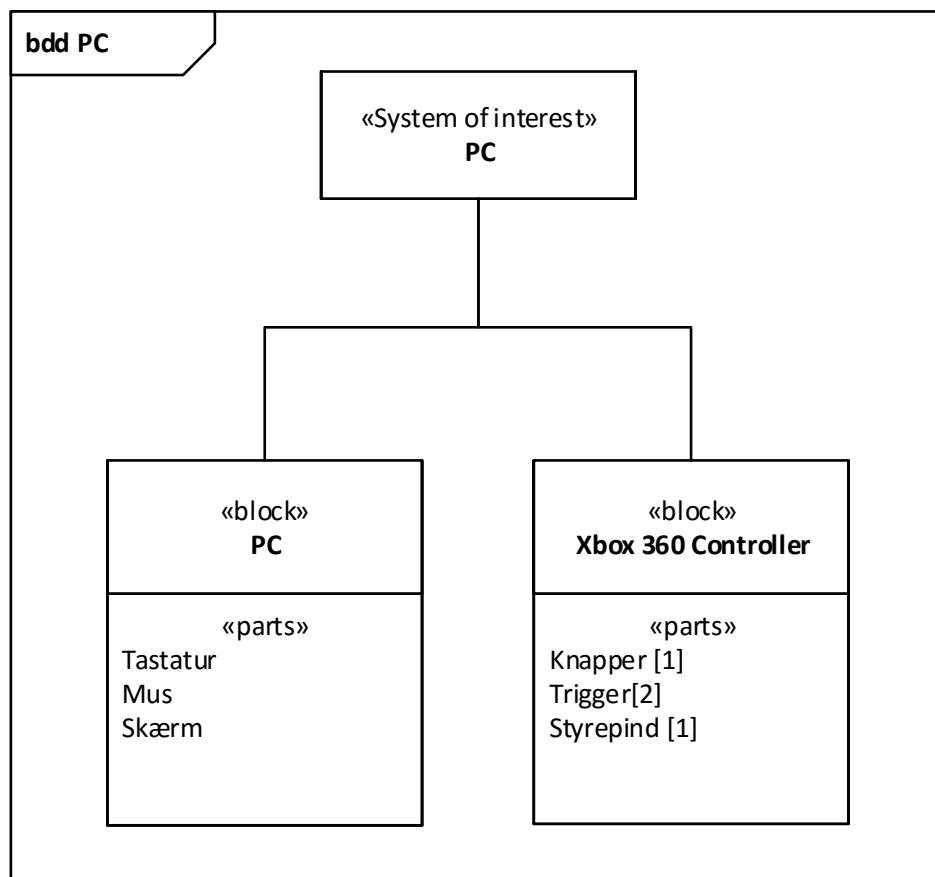 bdd PC
«System of interest»
PC
«block»
PC
«parts»
Tastatur
Mus
Skærm
«block»
Xbox 360 Controller
«parts»
Knapper [1]
Trigger[2]
Styrepind [1]